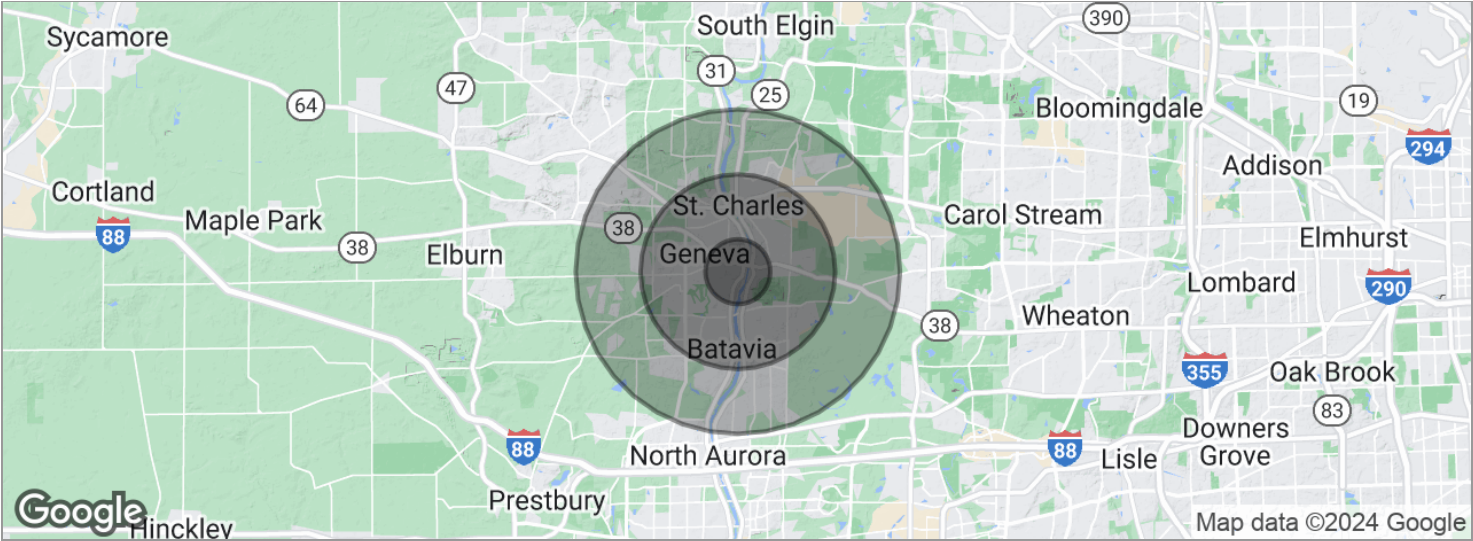 South Elgin
390
Sycamore
31
47
25
64
19
Bloomingdale
294
Addison
Cortland
St. Charles
Carol Stream
Maple Park
38
88
38
Elmhurst
Elburn
Geneva
Lombard
290
Wheaton
38
Batavia
355
Oak Brook
83
Downers
Grove
88
88
North Aurora
Lisle
Prestbury
Google
Hinckley
Map data ©2024 Google